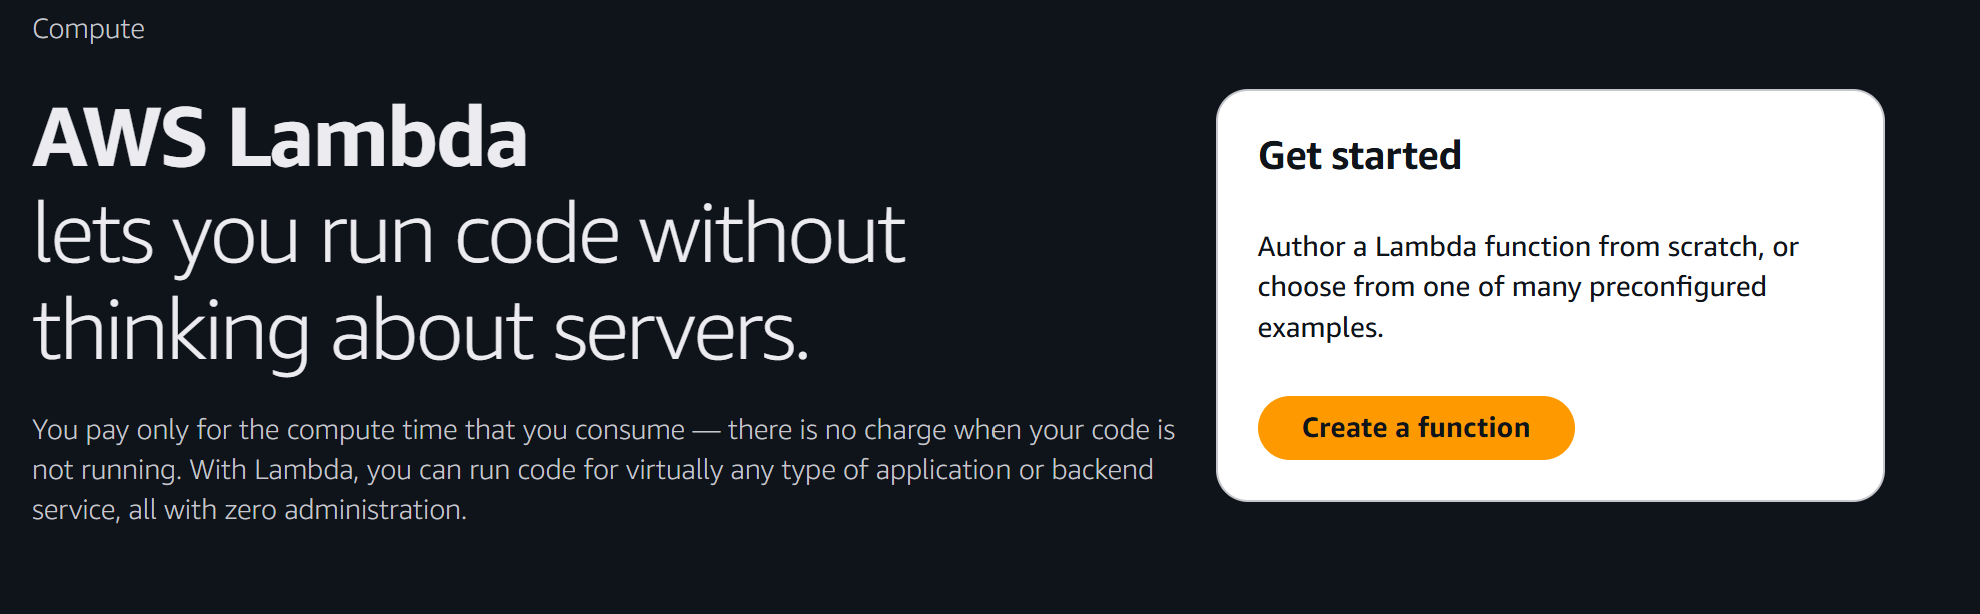 Compute
AWS Lambda
lets you run code without
thinking about servers.
You pay only for the compute time that you consume — there is no charge when your code is
not running. With Lambda, you can run code for virtually any type of application or backend
service, all with zero administration.
Get started
Author a Lambda function from scratch, or
choose from one of many preconfigured
examples.
Create a function